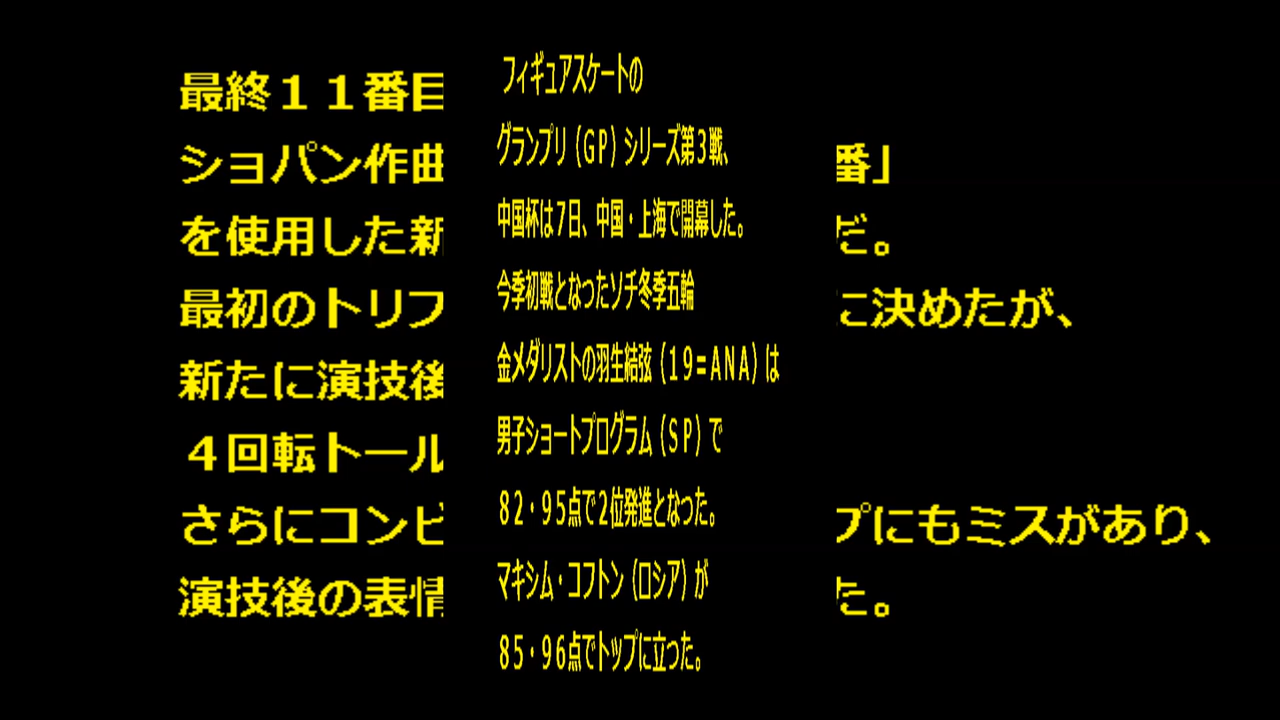 フィギュアスケートの
グランプリ（ＧＰ）シリーズ第３戦、
中国杯は７日、中国・上海で開幕した。
今季初戦となったソチ冬季五輪
金メダリストの羽生結弦（１９＝ＡＮＡ）は
男子ショートプログラム（ＳＰ）で
８２・９５点で２位発進となった。
マキシム・コフトン（ロシア）が
８５・９６点でトップに立った。
最終１１番目
ショパン作曲 番」
を使用した新 だ。
最初のトリフ に決めたが、
新たに演技後
４回転トール
さらにコンビ プにもミスがあり、
演技後の表情 た。